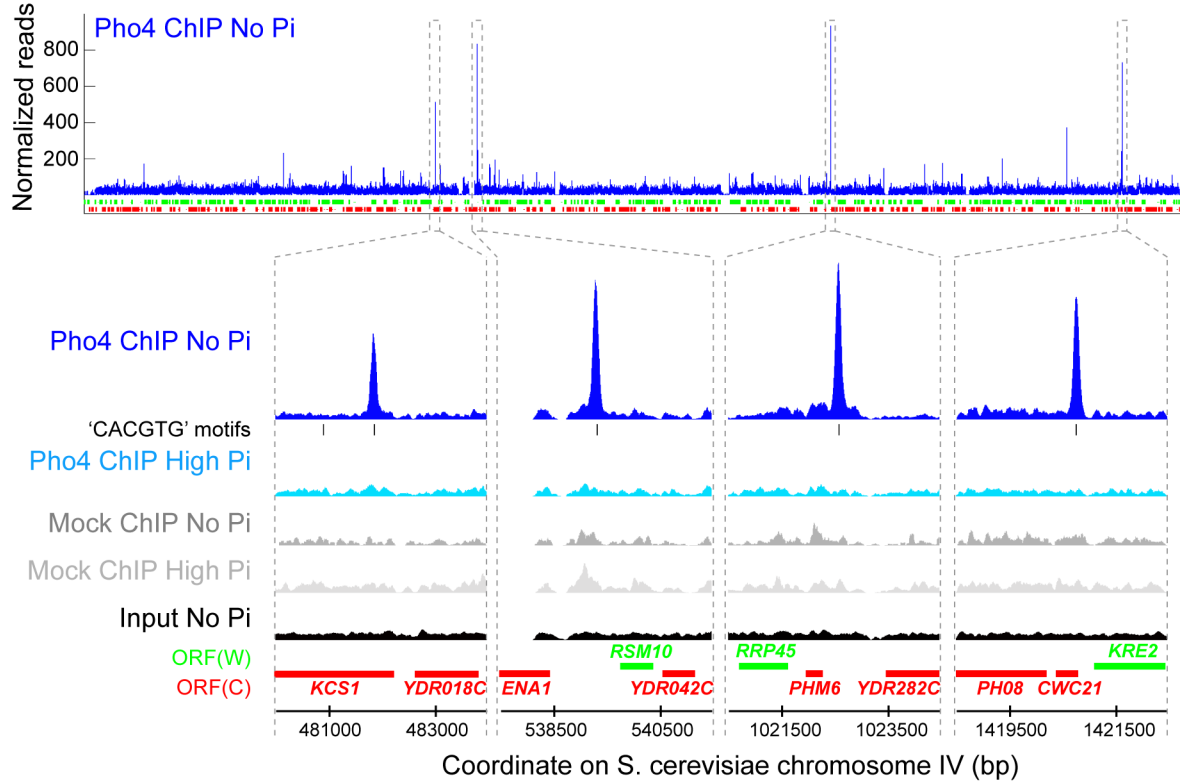 Pho4 ChIP No Pi
Normalized reads
800
600
400
200
Pho4 ChIP No Pi
'CACGTG' motifs
Pho4 ChIP High Pi
Mock ChIP No Pi
Mock ChIP High Pi
Input No Pi
ORF(W) RSM10 RRP45 KRE2
ORF(C) KCS1 YDR018C ENA1 YDR042C PHM6 YDR282C PH08 CWC21
481000 483000 538500 540500 1021500 1023500 1419500 1421500
Coordinate on S. cerevisiae chromosome IV (bp)